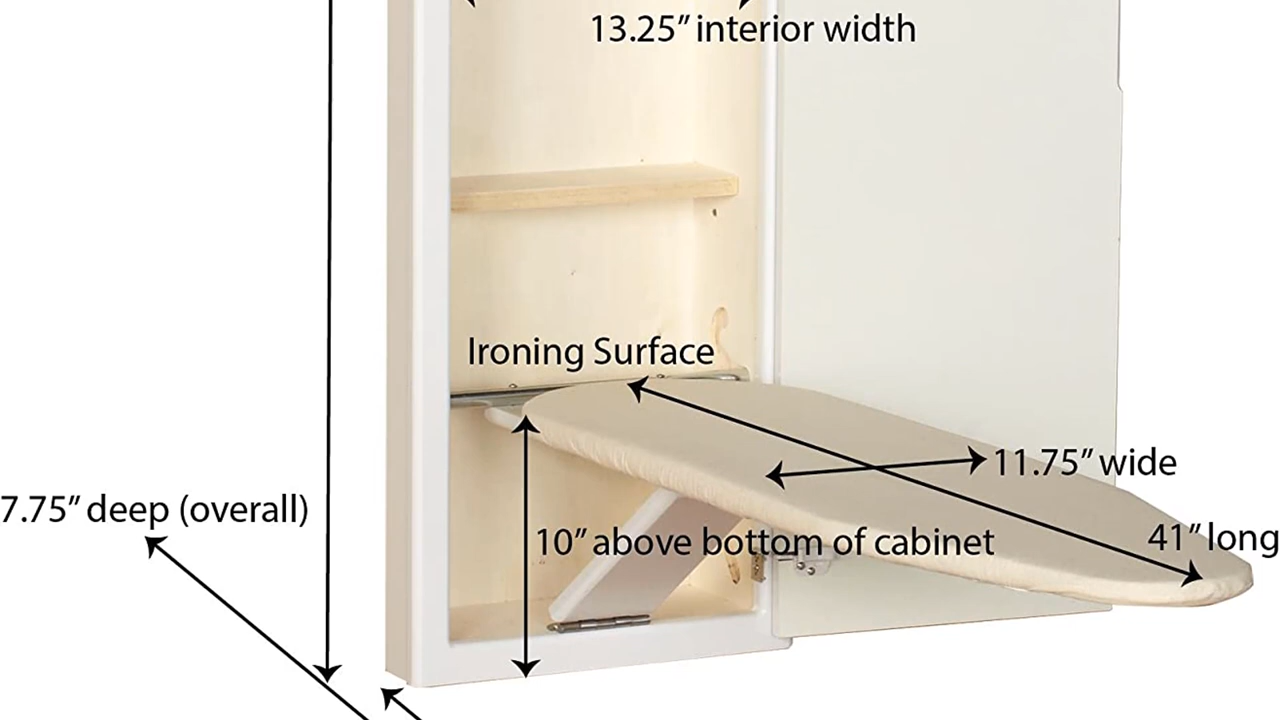 13.25” interior width
Ironing Surface
11.75” wide
7.75” deep (overall)
10” above bottom of cabinet
41” long